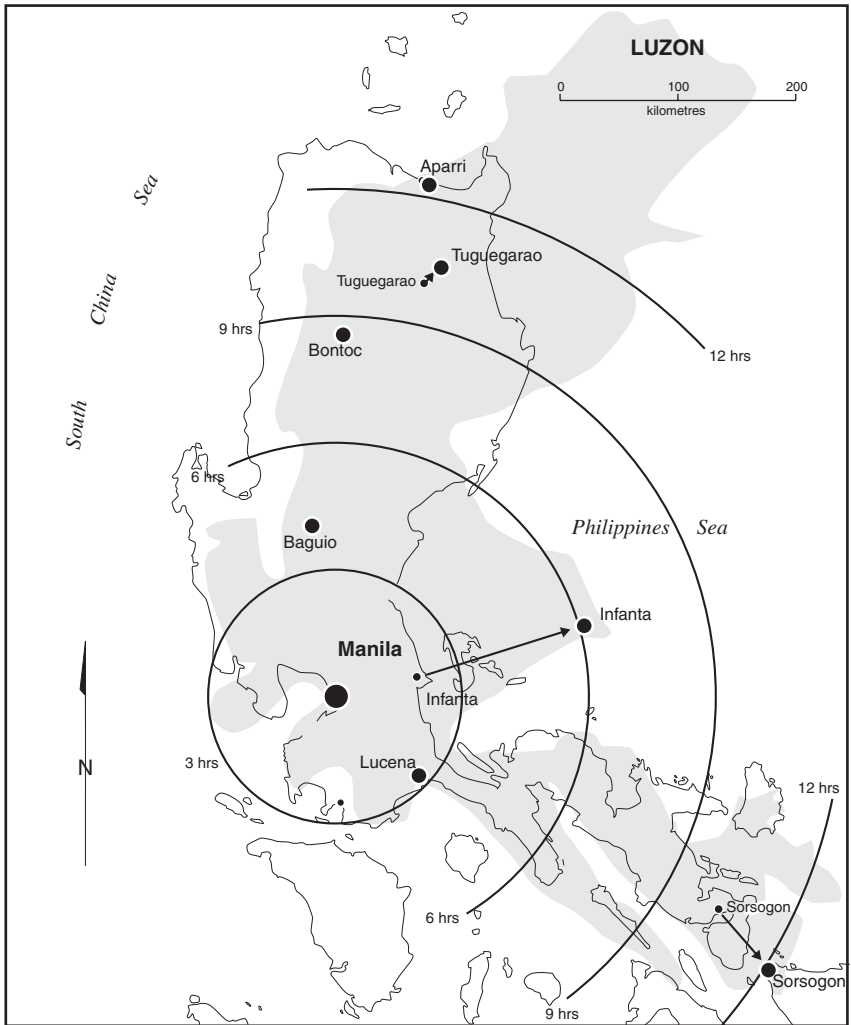 LUZON
0 100 200
kilometres
Sea
China
South
Aparri
Tuguegarao
Tuguegarao
9 hrs
Bontoc
12 hrs
6 hrs
Philippines Sea
Baguio
Infanta
Manila
Infanta
Lucena
3 hrs
N
12 hrs
Sorsogon
6 hrs
Sorsogon
9 hrs